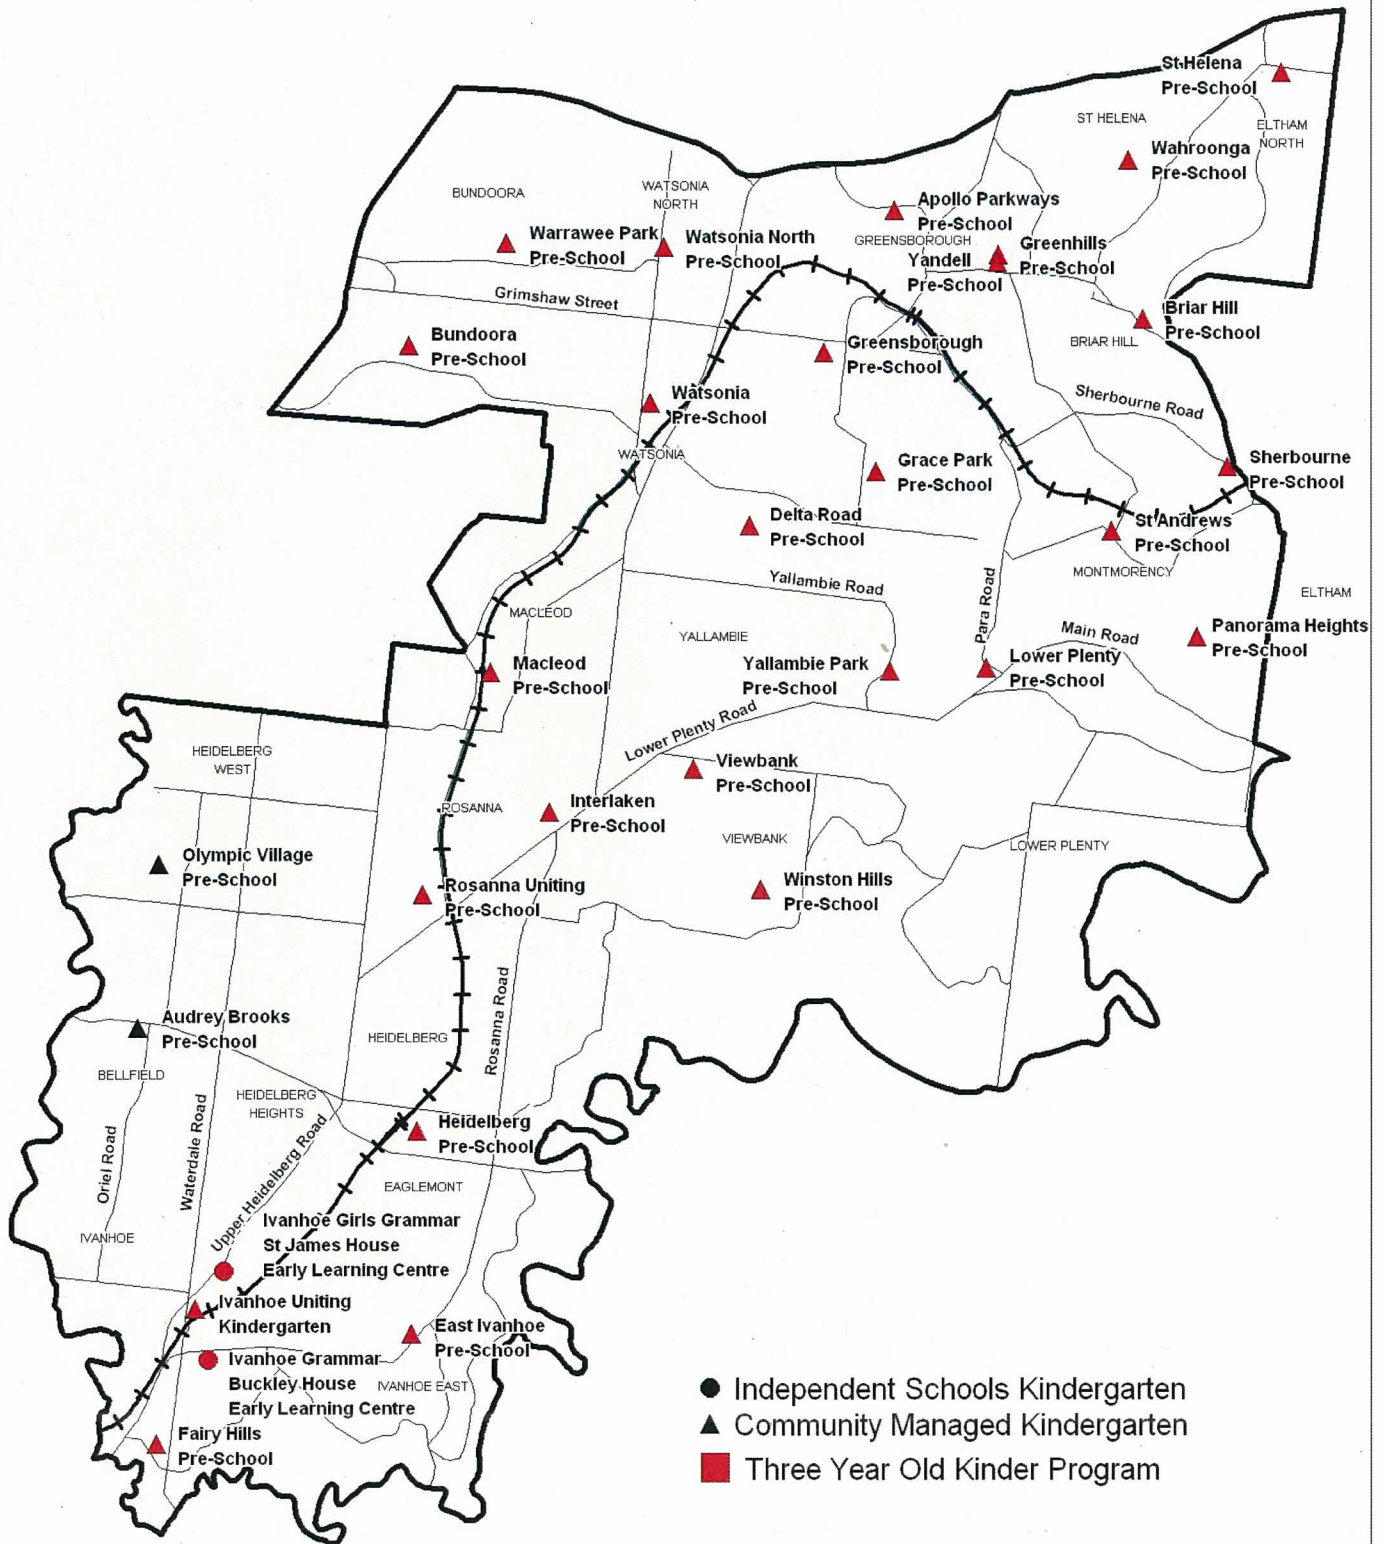 St Helena
Pre-School
ST HELENA
ELTHAM
NORTH
Wahroonga
Pre-School
BUNDOORA
WATSONIA
NORTH
Apollo Parkways
Pre-School
Warrawee Park
Pre-School
Watsonia North
Pre-School
GREENSBOROUGH
Greenhills
Pre-School
Yandell
Pre-School
Grimshaw Street
Briar Hill
Pre-School
BRIAR HILL
Bundoora
Pre-School
Greensborough
Pre-School
Watsonia
Pre-School
Sherbourne Road
WATSONIA
Grace Park
Pre-School
Sherbourne
Pre-School
Delta Road
Pre-School
St Andrews
Pre-School
MONTMORENCY
Yallambie Road
Para Road
ELTHAM
MACLEOD
YALLAMBIE
Main Road
Panorama Heights
Pre-School
Macleod
Pre-School
Yallambie Park
Pre-School
Lower Plenty
Pre-School
Lower Plenty Road
HEIDELBERG
WEST
Viewbank
Pre-School
ROSANNA
Interlaken
Pre-School
VIEWBANK
LOWER PLENTY
Olympic Village
Pre-School
Rosanna Uniting
Pre-School
Winston Hills
Pre-School
Rosanna Road
Audrey Brooks
Pre-School
HEIDELBERG
BELLFIELD
HEIDELBERG
HEIGHTS
Heidelberg
Pre-School
Oriel Road
Waterdale Road
Upper Heidelberg Road
EAGLEMONT
IVANHOE
Ivanhoe Girls Grammar
St James House
Early Learning Centre
Ivanhoe Uniting
Kindergarten
East Ivanhoe
Pre-School
Ivanhoe Grammar
Buckley House
Early Learning Centre
IVANHOE EAST
Fairy Hills
Pre-School
Independent Schools Kindergarten
Community Managed Kindergarten
Three Year Old Kinder Program